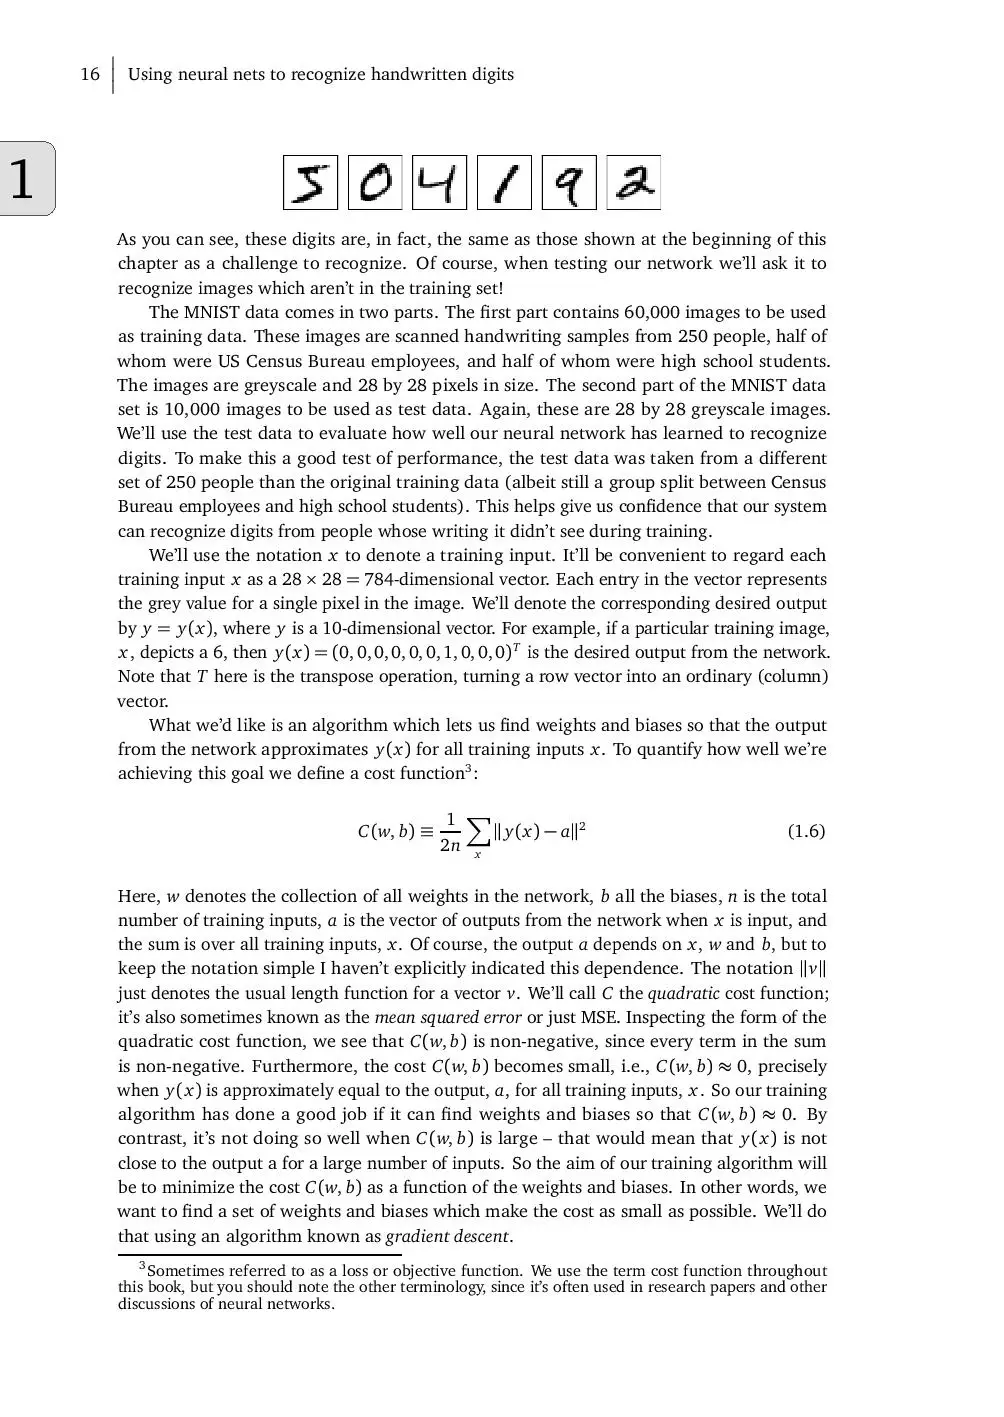 16 Using neural nets to recognize handwritten digits
1
5 0 4 1 9 2
As you can see, these digits are, in fact, the same as those shown at the beginning of this
chapter as a challenge to recognize. Of course, when testing our network we'll ask it to
recognize images which aren't in the training set!
The MNIST data comes in two parts. The first part contains 60,000 images to be used
as training data. These images are scanned handwriting samples from 250 people, half of
whom were US Census Bureau employees, and half of whom were high school students.
The images are greyscale and 28 by 28 pixels in size. The second part of the MNIST data
set is 10,000 images to be used as test data. Again, these are 28 by 28 greyscale images.
We'll use the test data to evaluate how well our neural network has learned to recognize
digits. To make this a good test of performance, the test data was taken from a different
set of 250 people than the original training data (albeit still a group split between Census
Bureau employees and high school students). This helps give us confidence that our system
can recognize digits from people whose writing it didn't see during training.
We'll use the notation x to denote a training input. It'll be convenient to regard each
training input x as a 28 × 28 = 784-dimensional vector. Each entry in the vector represents
the grey value for a single pixel in the image. We'll denote the corresponding desired output
by y = y(x), where y is a 10-dimensional vector. For example, if a particular training image,
x, depicts a 6, then y(x) = (0, 0, 0, 0, 0, 0, 1, 0, 0, 0)ᵀ is the desired output from the network.
Note that T here is the transpose operation, turning a row vector into an ordinary (column)
vector.
What we'd like is an algorithm which lets us find weights and biases so that the output
from the network approximates y(x) for all training inputs x. To quantify how well we're
achieving this goal we define a cost function³:
C(w, b) ≡ 1/2n ∑ₓ ‖y(x) − a‖² (1.6)
Here, w denotes the collection of all weights in the network, b all the biases, n is the total
number of training inputs, a is the vector of outputs from the network when x is input, and
the sum is over all training inputs, x. Of course, the output a depends on x, w and b, but to
keep the notation simple I haven't explicitly indicated this dependence. The notation ‖v‖
just denotes the usual length function for a vector v. We'll call C the quadratic cost function;
it's also sometimes known as the mean squared error or just MSE. Inspecting the form of the
quadratic cost function, we see that C(w, b) is non-negative, since every term in the sum
is non-negative. Furthermore, the cost C(w, b) becomes small, i.e., C(w, b) ≈ 0, precisely
when y(x) is approximately equal to the output, a, for all training inputs, x. So our training
algorithm has done a good job if it can find weights and biases so that C(w, b) ≈ 0. By
contrast, it's not doing so well when C(w, b) is large – that would mean that y(x) is not
close to the output a for a large number of inputs. So the aim of our training algorithm will
be to minimize the cost C(w, b) as a function of the weights and biases. In other words, we
want to find a set of weights and biases which make the cost as small as possible. We'll do
that using an algorithm known as gradient descent.
³Sometimes referred to as a loss or objective function. We use the term cost function throughout
this book, but you should note the other terminology, since it's often used in research papers and other
discussions of neural networks.